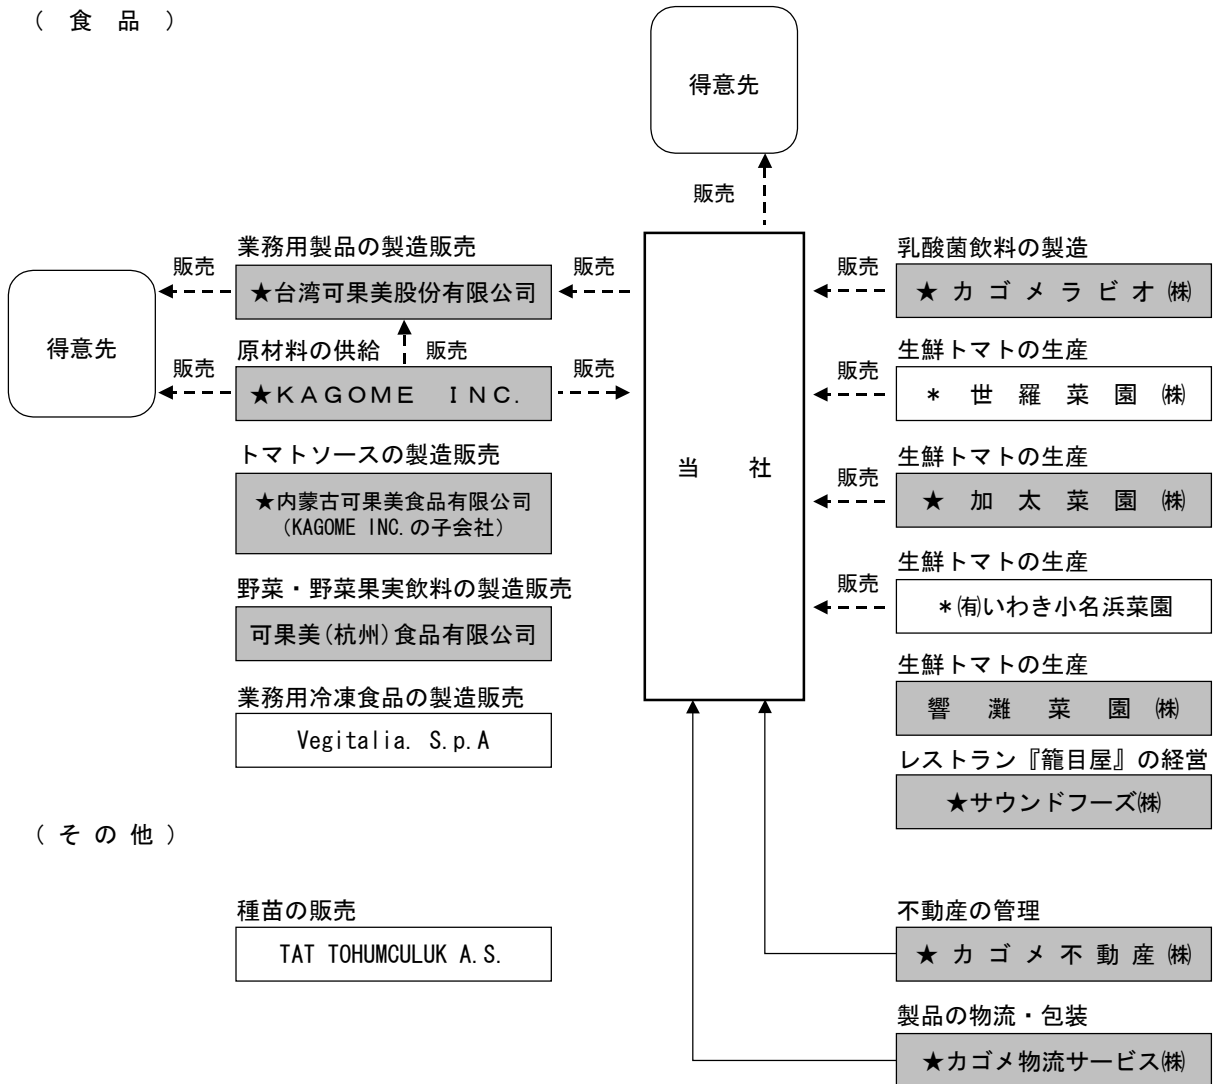 (食品)
得意先
販売
業務用製品の製造販売
販売
★台湾可果美股份有限公司
販売
得意先
原材料の供給
販売
販売
★KAGOME INC.
販売
トマトソースの製造販売
★内蒙古可果美食品有限公司
(KAGOME INC.の子会社)
野菜・野菜果実飲料の製造販売
可果美(杭州)食品有限公司
業務用冷凍食品の製造販売
Vegitalia. S.p.A
当社
乳酸菌飲料の製造
販売
★カゴメラビオ㈱
生鮮トマトの生産
販売
*世羅菜園㈱
生鮮トマトの生産
販売
★加太菜園㈱
生鮮トマトの生産
販売
*㈲いわき小名浜菜園
生鮮トマトの生産
響灘菜園㈱
レストラン『籠目屋』の経営
★サウンドフーズ㈱
(その他)
種苗の販売
TAT TOHUMCULUK A.S.
不動産の管理
★カゴメ不動産㈱
製品の物流・包装
★カゴメ物流サービス㈱